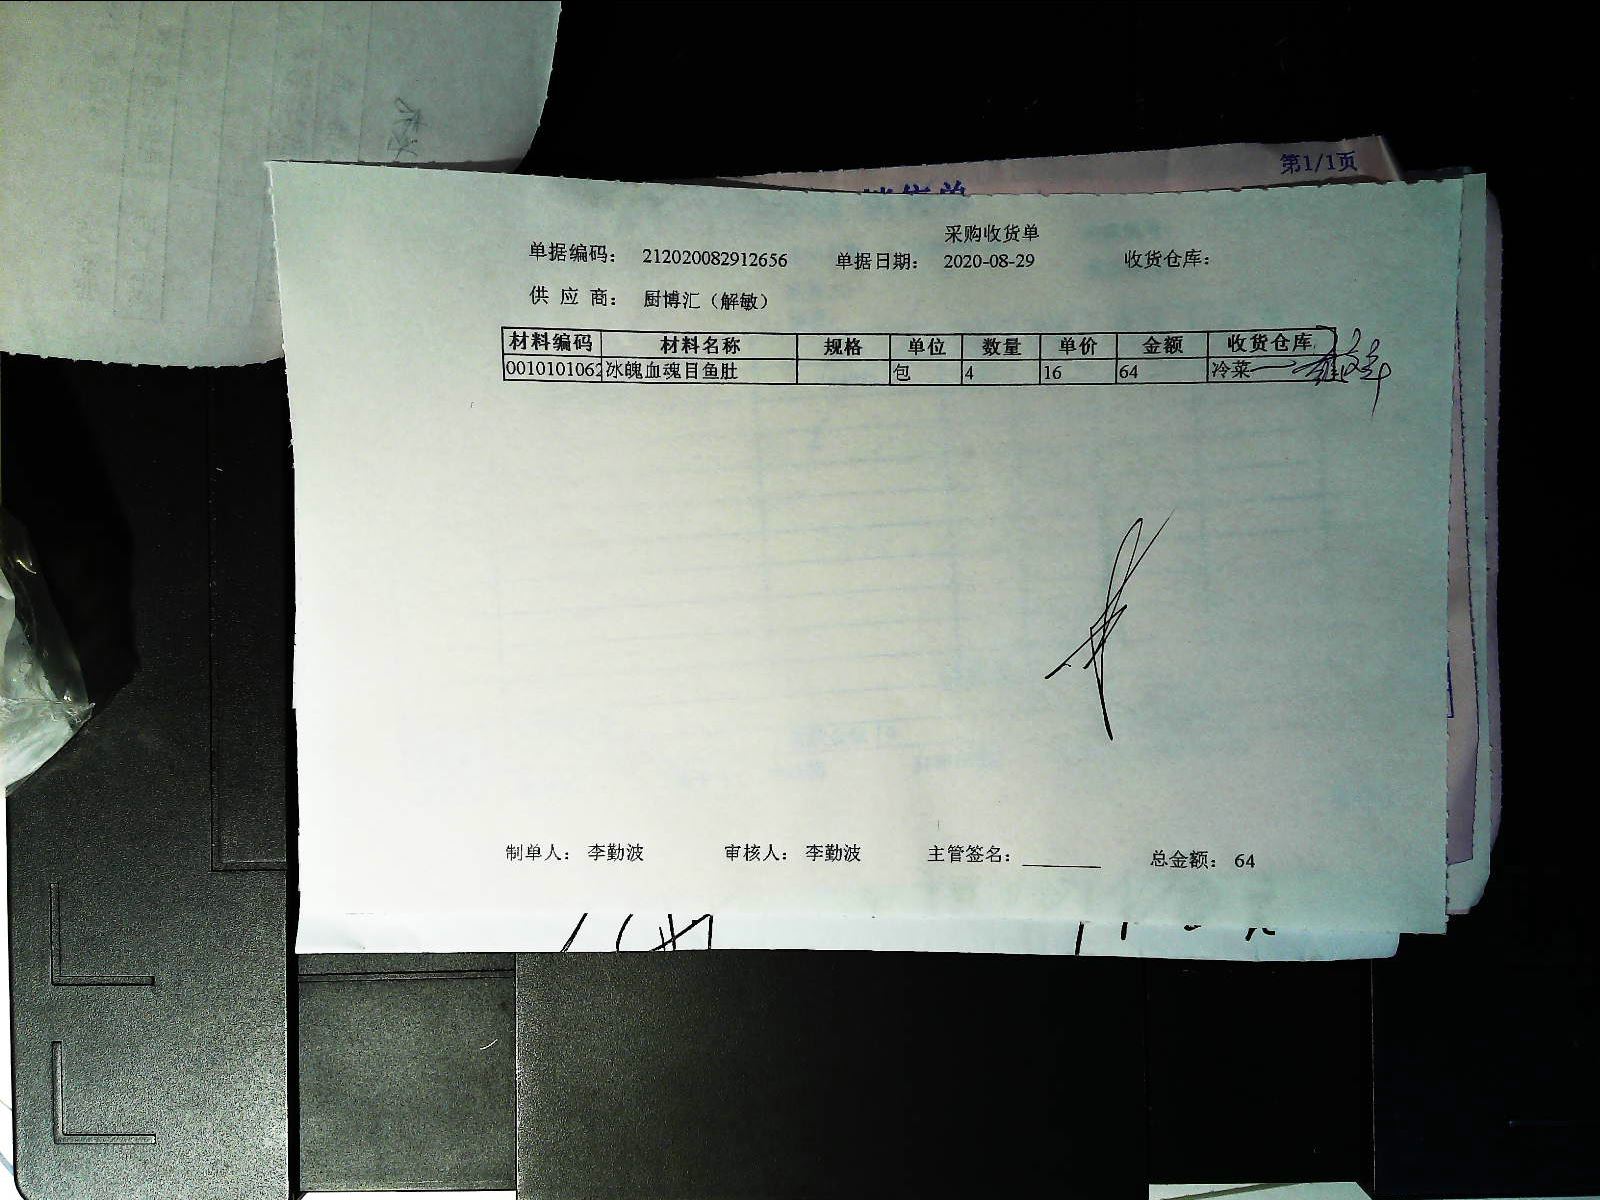 第1/1页
采购收货单
单据编码： 212020082912656 单据日期： 2020-08-29 收货仓库：
供 应 商： 厨博汇（解敏）
材料编码 材料名称 规格 单位 数量 单价 金额 收货仓库
0010101062 冰魄血魂目鱼肚 包 4 16 64 冷菜
制单人： 李勤波 审核人： 李勤波 主管签名： ________ 总金额： 64